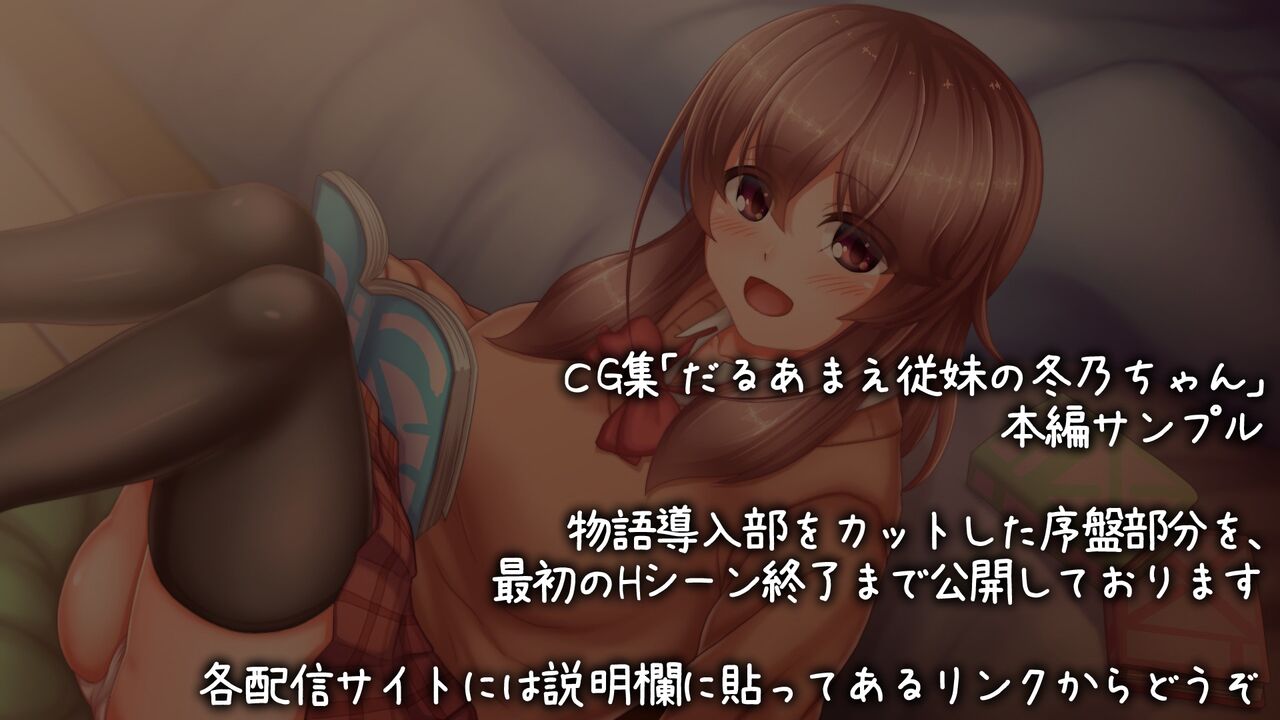 CG集「だるあまえ従妹の冬乃ちゃん」
本編サンプル
物語導入部をカットした序盤部分を、
最初のHシーン終了まで公開しております
各配信サイトには説明欄に貼ってあるリンクからどうぞ